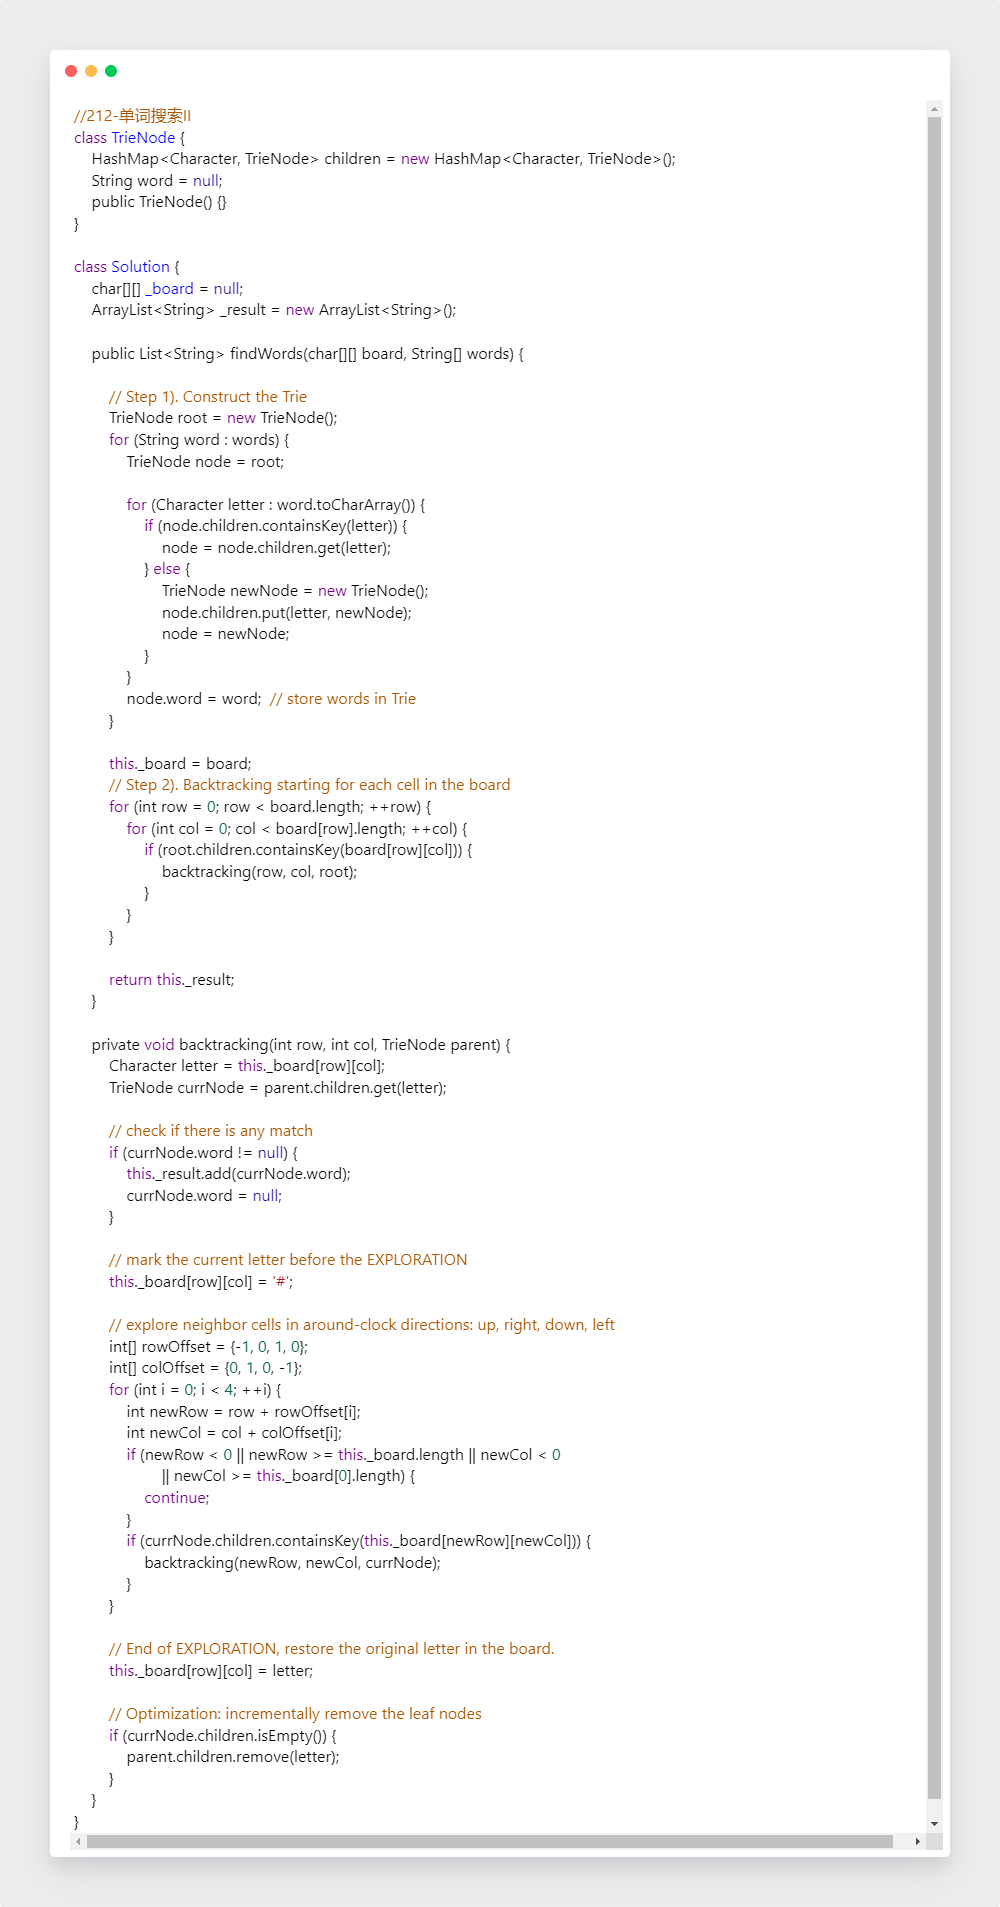 //212-单词搜索II
class TrieNode {
    HashMap<Character, TrieNode> children = new HashMap<Character, TrieNode>();
    String word = null;
    public TrieNode() {}
}

class Solution {
    char[][] _board = null;
    ArrayList<String> _result = new ArrayList<String>();

    public List<String> findWords(char[][] board, String[] words) {

        // Step 1). Construct the Trie
        TrieNode root = new TrieNode();
        for (String word : words) {
            TrieNode node = root;

            for (Character letter : word.toCharArray()) {
                if (node.children.containsKey(letter)) {
                    node = node.children.get(letter);
                } else {
                    TrieNode newNode = new TrieNode();
                    node.children.put(letter, newNode);
                    node = newNode;
                }
            }
            node.word = word;  // store words in Trie
        }

        this._board = board;
        // Step 2). Backtracking starting for each cell in the board
        for (int row = 0; row < board.length; ++row) {
            for (int col = 0; col < board[row].length; ++col) {
                if (root.children.containsKey(board[row][col])) {
                    backtracking(row, col, root);
                }
            }
        }

        return this._result;
    }

    private void backtracking(int row, int col, TrieNode parent) {
        Character letter = this._board[row][col];
        TrieNode currNode = parent.children.get(letter);

        // check if there is any match
        if (currNode.word != null) {
            this._result.add(currNode.word);
            currNode.word = null;
        }

        // mark the current letter before the EXPLORATION
        this._board[row][col] = '#';

        // explore neighbor cells in around-clock directions: up, right, down, left
        int[] rowOffset = {-1, 0, 1, 0};
        int[] colOffset = {0, 1, 0, -1};
        for (int i = 0; i < 4; ++i) {
            int newRow = row + rowOffset[i];
            int newCol = col + colOffset[i];
            if (newRow < 0 || newRow >= this._board.length || newCol < 0
                    || newCol >= this._board[0].length) {
                continue;
            }
            if (currNode.children.containsKey(this._board[newRow][newCol])) {
                backtracking(newRow, newCol, currNode);
            }
        }

        // End of EXPLORATION, restore the original letter in the board.
        this._board[row][col] = letter;

        // Optimization: incrementally remove the leaf nodes
        if (currNode.children.isEmpty()) {
            parent.children.remove(letter);
        }
    }
}